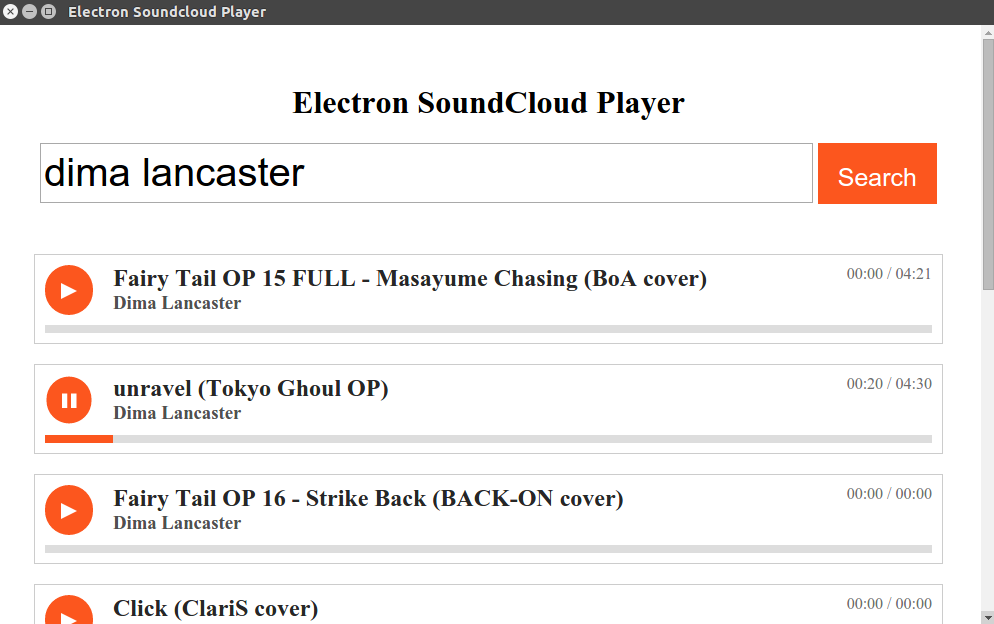 Electron Soundcloud Player
Electron SoundCloud Player
dima lancaster
Search
Fairy Tail OP 15 FULL - Masayume Chasing (BoA cover)
00:00 / 04:21
Dima Lancaster
unravel (Tokyo Ghoul OP)
00:20 / 04:30
Dima Lancaster
Fairy Tail OP 16 - Strike Back (BACK-ON cover)
00:00 / 00:00
Dima Lancaster
Click (ClariS cover)
00:00 / 00:00